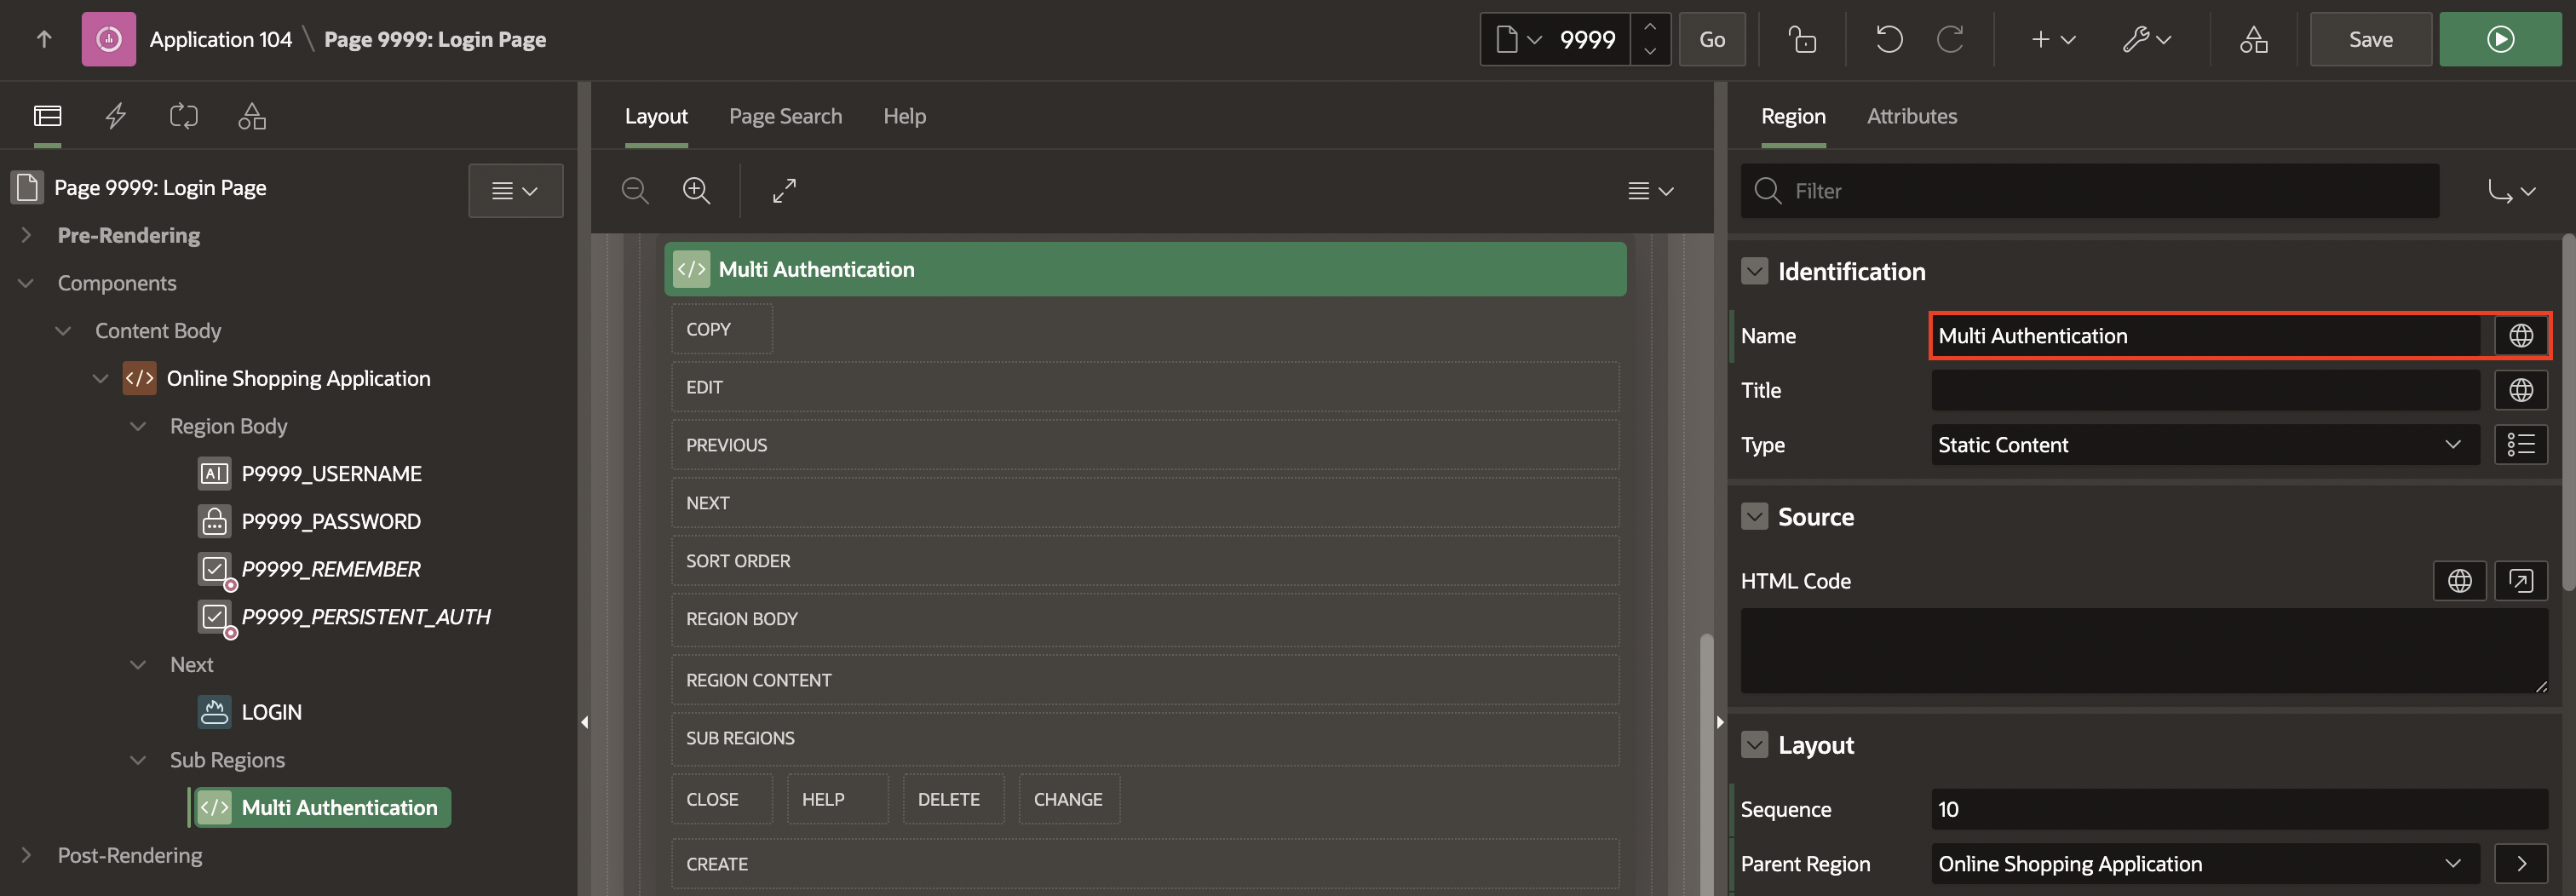 Application 104 \ Page 9999: Login Page
9999
Go
Save
Page 9999: Login Page
Pre-Rendering
Components
Content Body
Online Shopping Application
Region Body
P9999_USERNAME
P9999_PASSWORD
P9999_REMEMBER
P9999_PERSISTENT_AUTH
Next
LOGIN
Sub Regions
Multi Authentication
Post-Rendering
Layout Page Search Help
Multi Authentication
COPY
EDIT
PREVIOUS
NEXT
SORT ORDER
REGION BODY
REGION CONTENT
SUB REGIONS
CLOSE HELP DELETE CHANGE
CREATE
Region Attributes
Filter
Identification
Name Multi Authentication
Title
Type Static Content
Source
HTML Code
Layout
Sequence 10
Parent Region Online Shopping Application